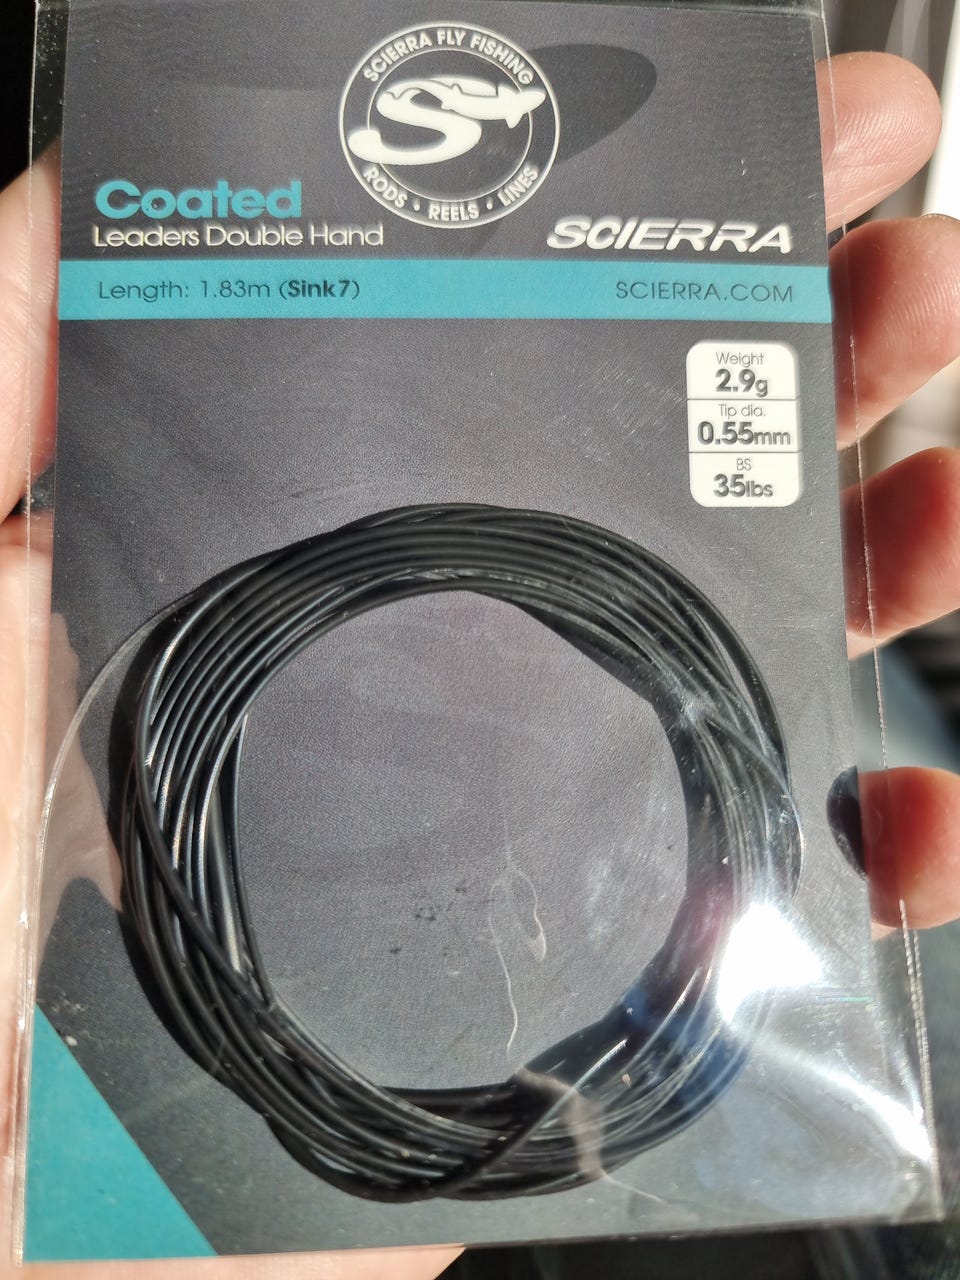 SCIERRA FLY FISHING
RODS • REELS • LINES
Coated
Leaders Double Hand
SCIERRA
Length: 1.83m (Sink7)
SCIERRA.COM
Weight
2.9g
Tip dia.
0.55mm
BS
35lbs